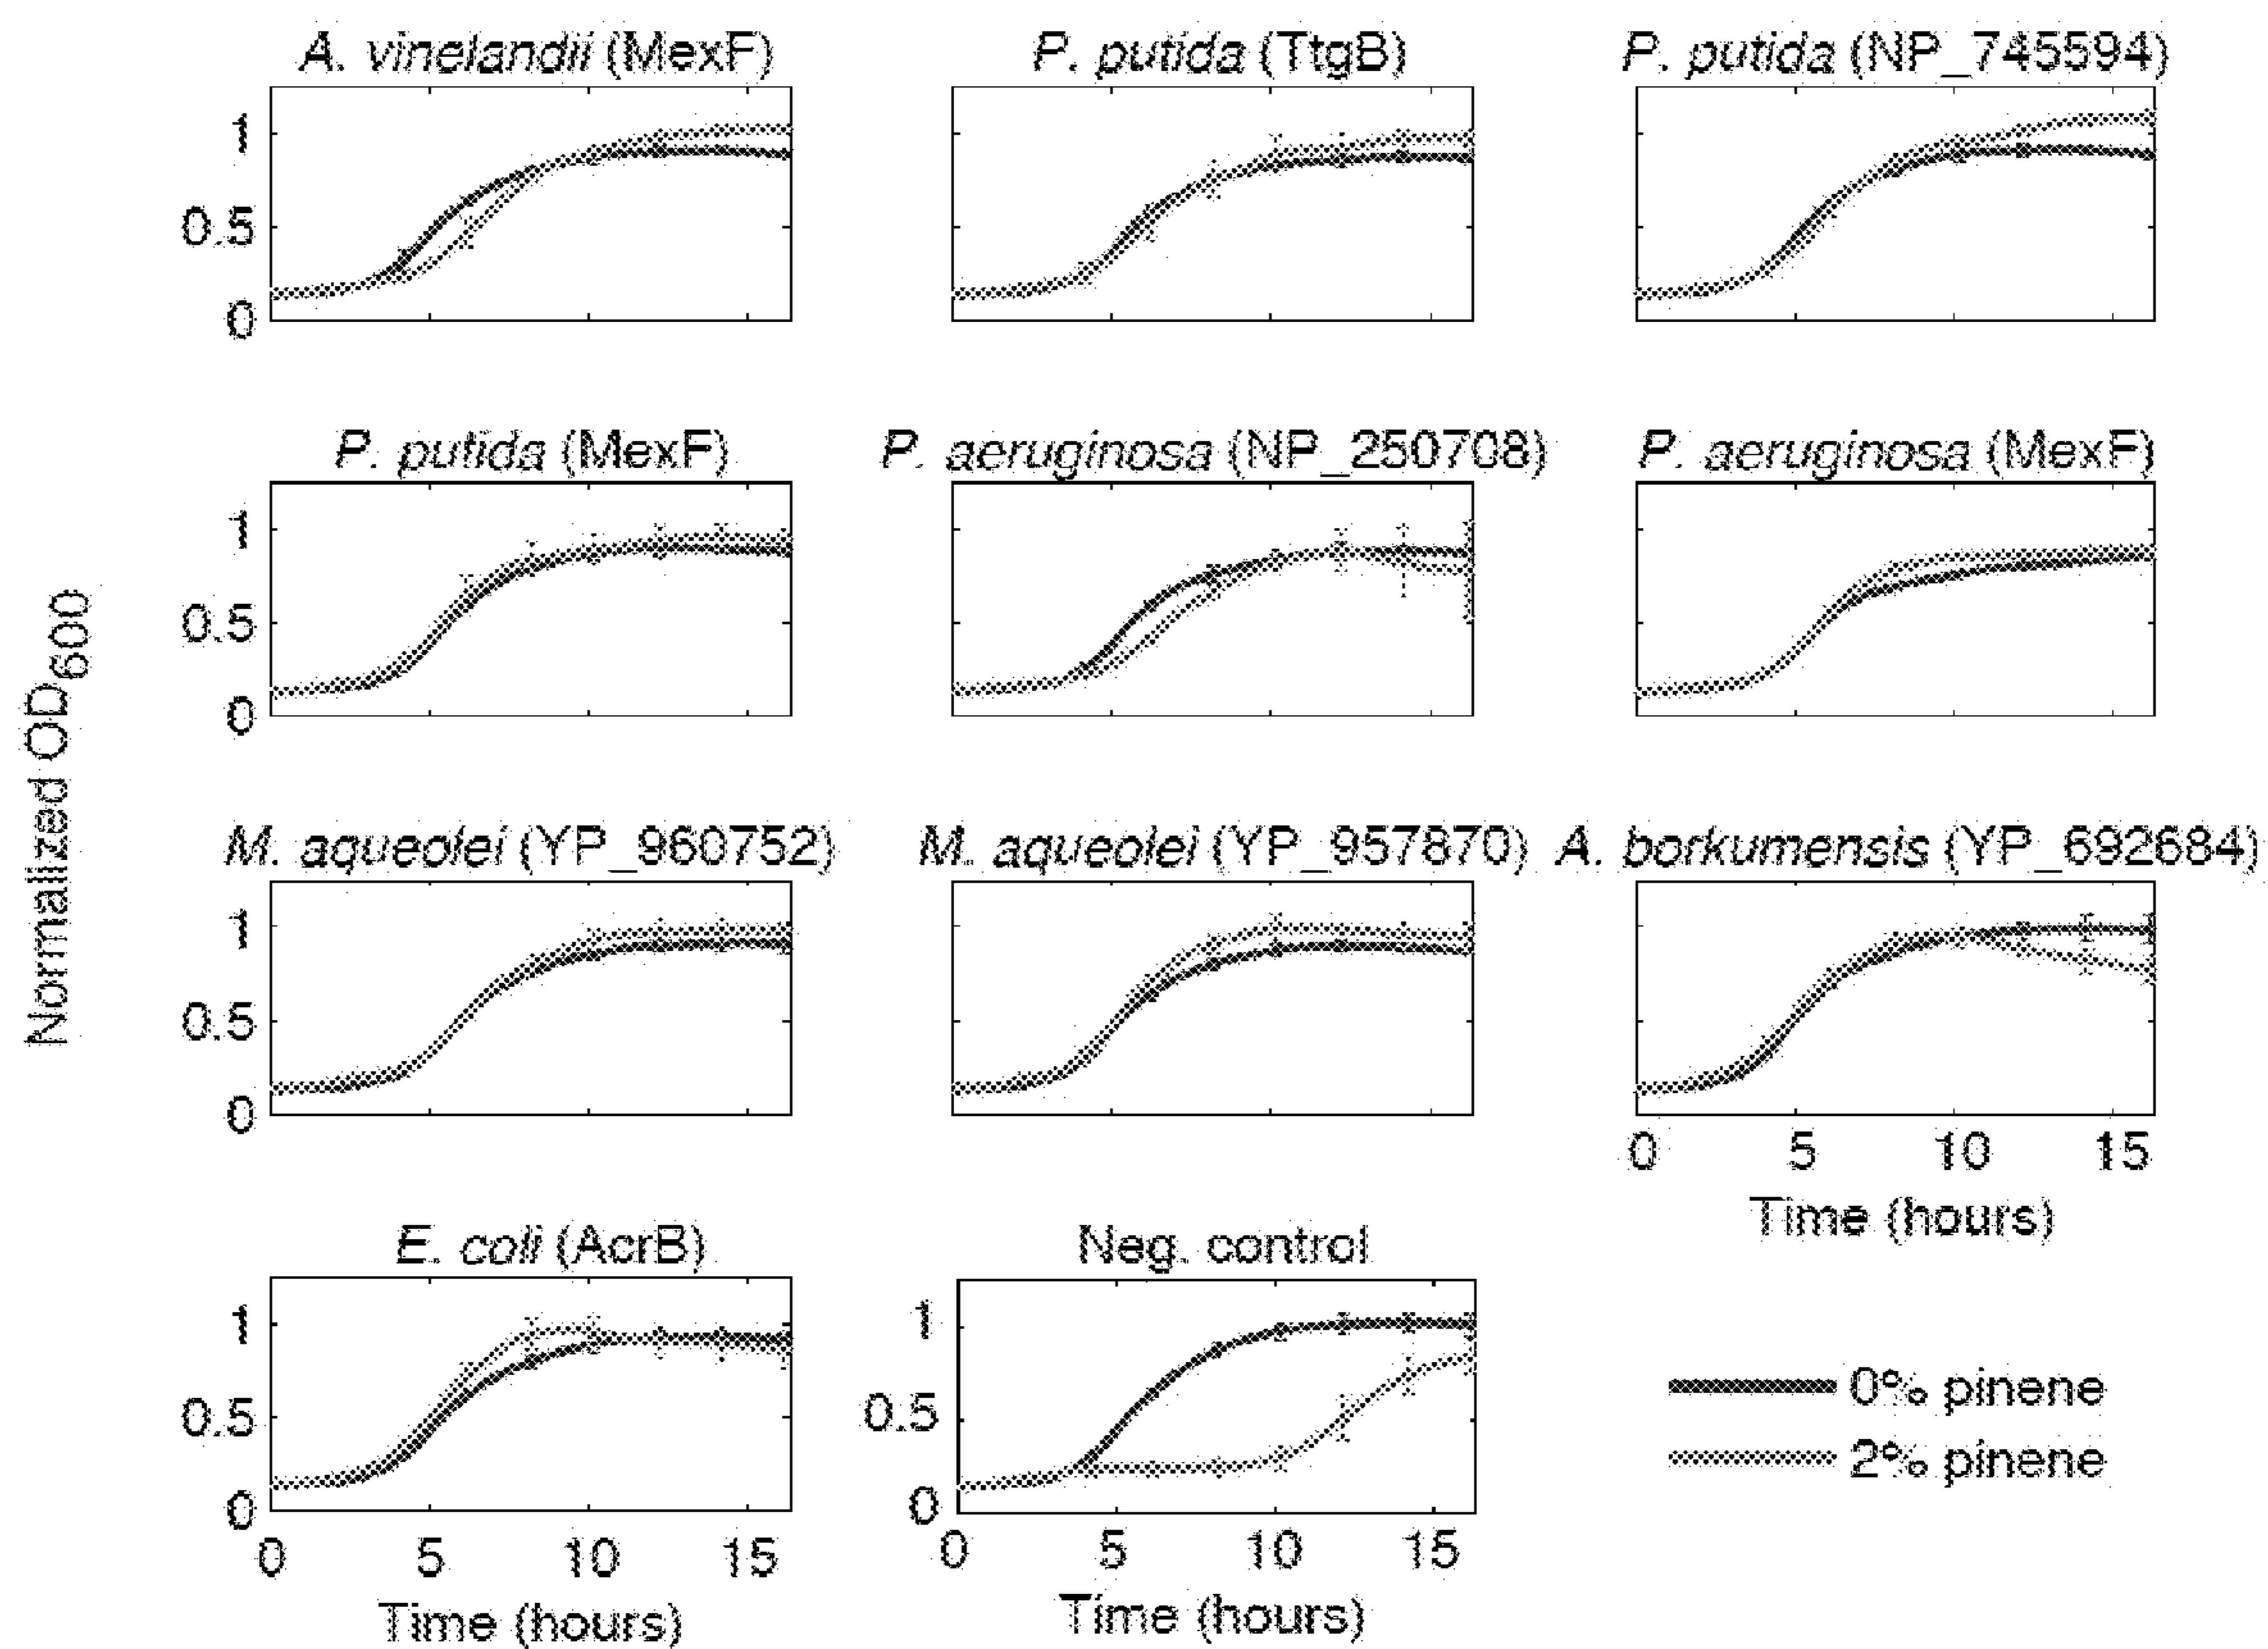 A. vinelandii (MexF)
P. putida (TtgB)
P. putida (NP_745594)
1
0.5
0
P. putida (MexF)
P. aeruginosa (NP_250708)
P. aeruginosa (MexF)
1
0.5
0
Normalized OD600
M. aqueolei (YP_960752)
M. aqueolei (YP_957870)
A. borkumensis (YP_692684)
1
0.5
0
0 5 10 15
Time (hours)
E. coli (AcrB)
Neg. control
1
0.5
0
0 5 10 15
Time (hours)
1
0.5
0
0 5 10 15
Time (hours)
0% pinene
2% pinene